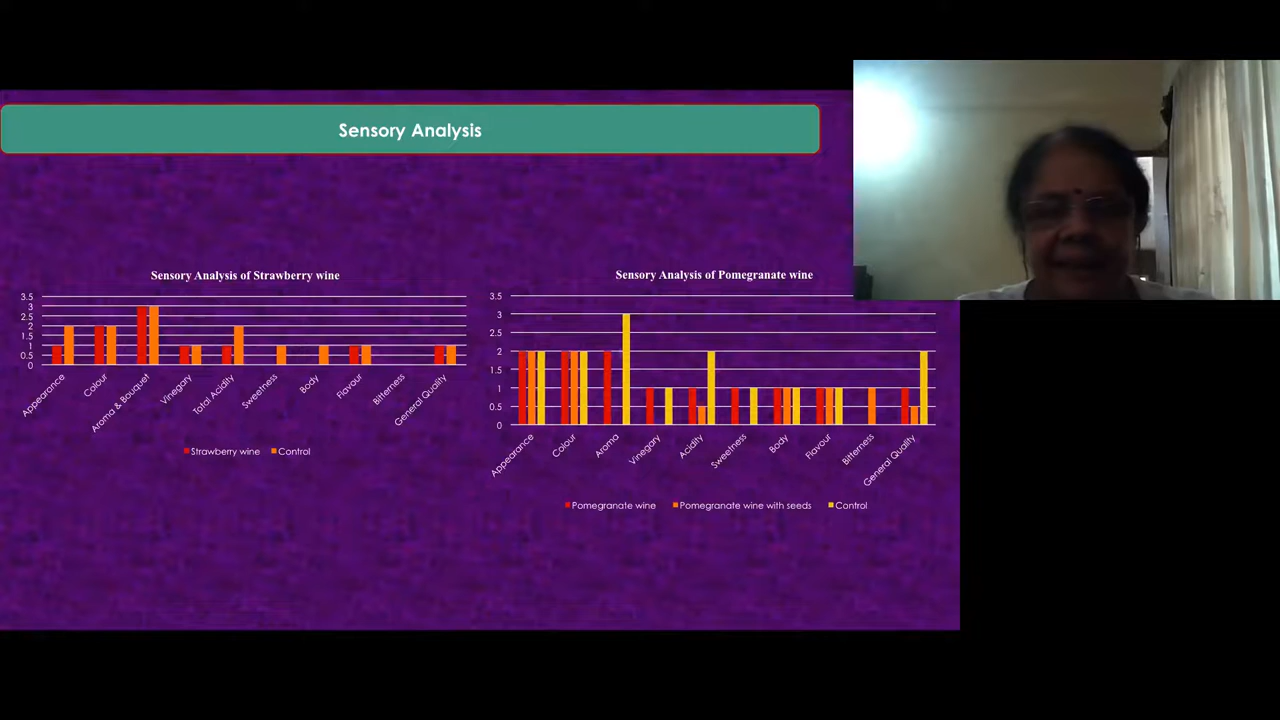 Sensory Analysis
Sensory Analysis of Strawberry wine
3.5
3
2.5
2
1.5
1
0.5
0
Appearance
Colour
Aroma & Bouquet
Vinegary
Total Acidity
Sweetness
Body
Flavour
Bitterness
General Quality
Strawberry wine
Control
Sensory Analysis of Pomegranate wine
3.5
3
2.5
2
1.5
1
0.5
0
Appearance
Colour
Aroma
Vinegary
Acidity
Sweetness
Body
Flavour
Bitterness
General Quality
Pomegranate wine
Pomegranate wine with seeds
Control